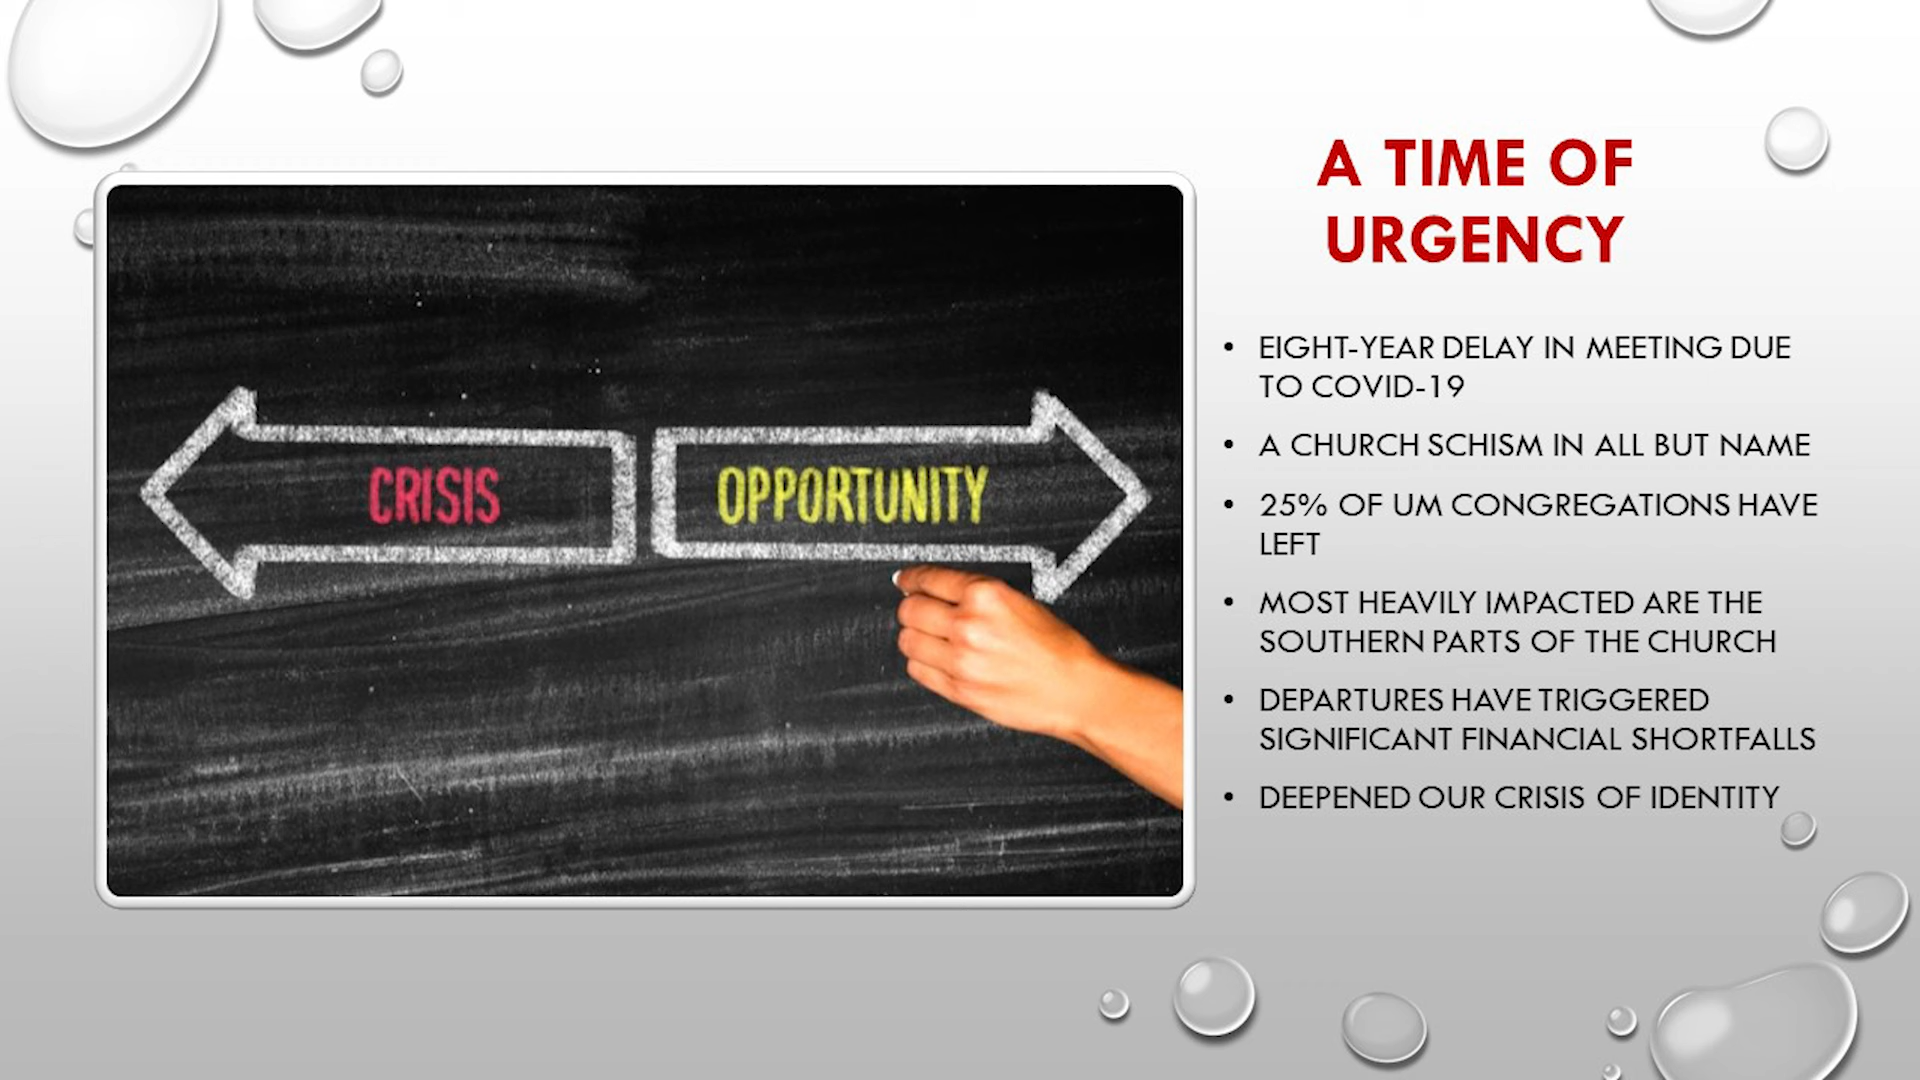 A TIME OF
URGENCY
CRISIS
OPPORTUNITY
• EIGHT-YEAR DELAY IN MEETING DUE
TO COVID-19
• A CHURCH SCHISM IN ALL BUT NAME
• 25% OF UM CONGREGATIONS HAVE
LEFT
• MOST HEAVILY IMPACTED ARE THE
SOUTHERN PARTS OF THE CHURCH
• DEPARTURES HAVE TRIGGERED
SIGNIFICANT FINANCIAL SHORTFALLS
• DEEPENED OUR CRISIS OF IDENTITY